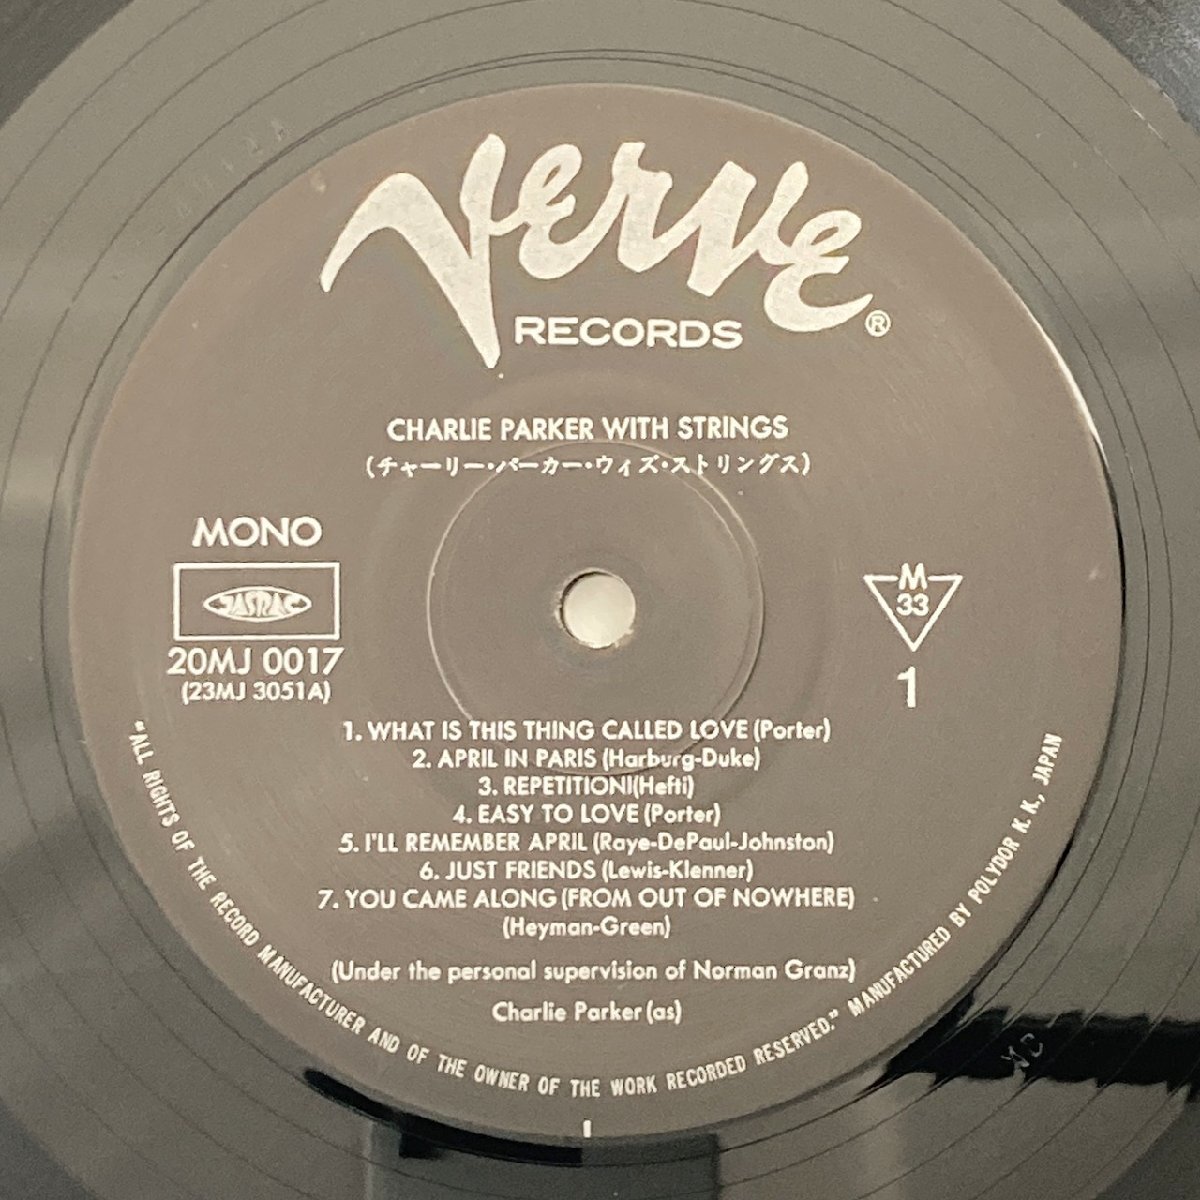 Verve
RECORDS ®
CHARLIE PARKER WITH STRINGS
(チャーリー・パーカー・ウィズ・ストリングス)
MONO
JASRAC
20MJ 0017
(23MJ 3051A)
M
33
1
1. WHAT IS THIS THING CALLED LOVE (Porter)
2. APRIL IN PARIS (Harburg-Duke)
3. REPETITION!(Hefti)
4. EASY TO LOVE (Porter)
5. I'LL REMEMBER APRIL (Raye-DePaul-Johnston)
6. JUST FRIENDS (Lewis-Klenner)
7. YOU CAME ALONG (FROM OUT OF NOWHERE)
(Heyman-Green)
(Under the personal supervision of Norman Granz)
Charlie Parker (as)
"ALL RIGHTS OF THE RECORD MANUFACTURER AND OF THE OWNER OF THE WORK RECORDED RESERVED." MANUFACTURED BY POLYDOR K. K., JAPAN